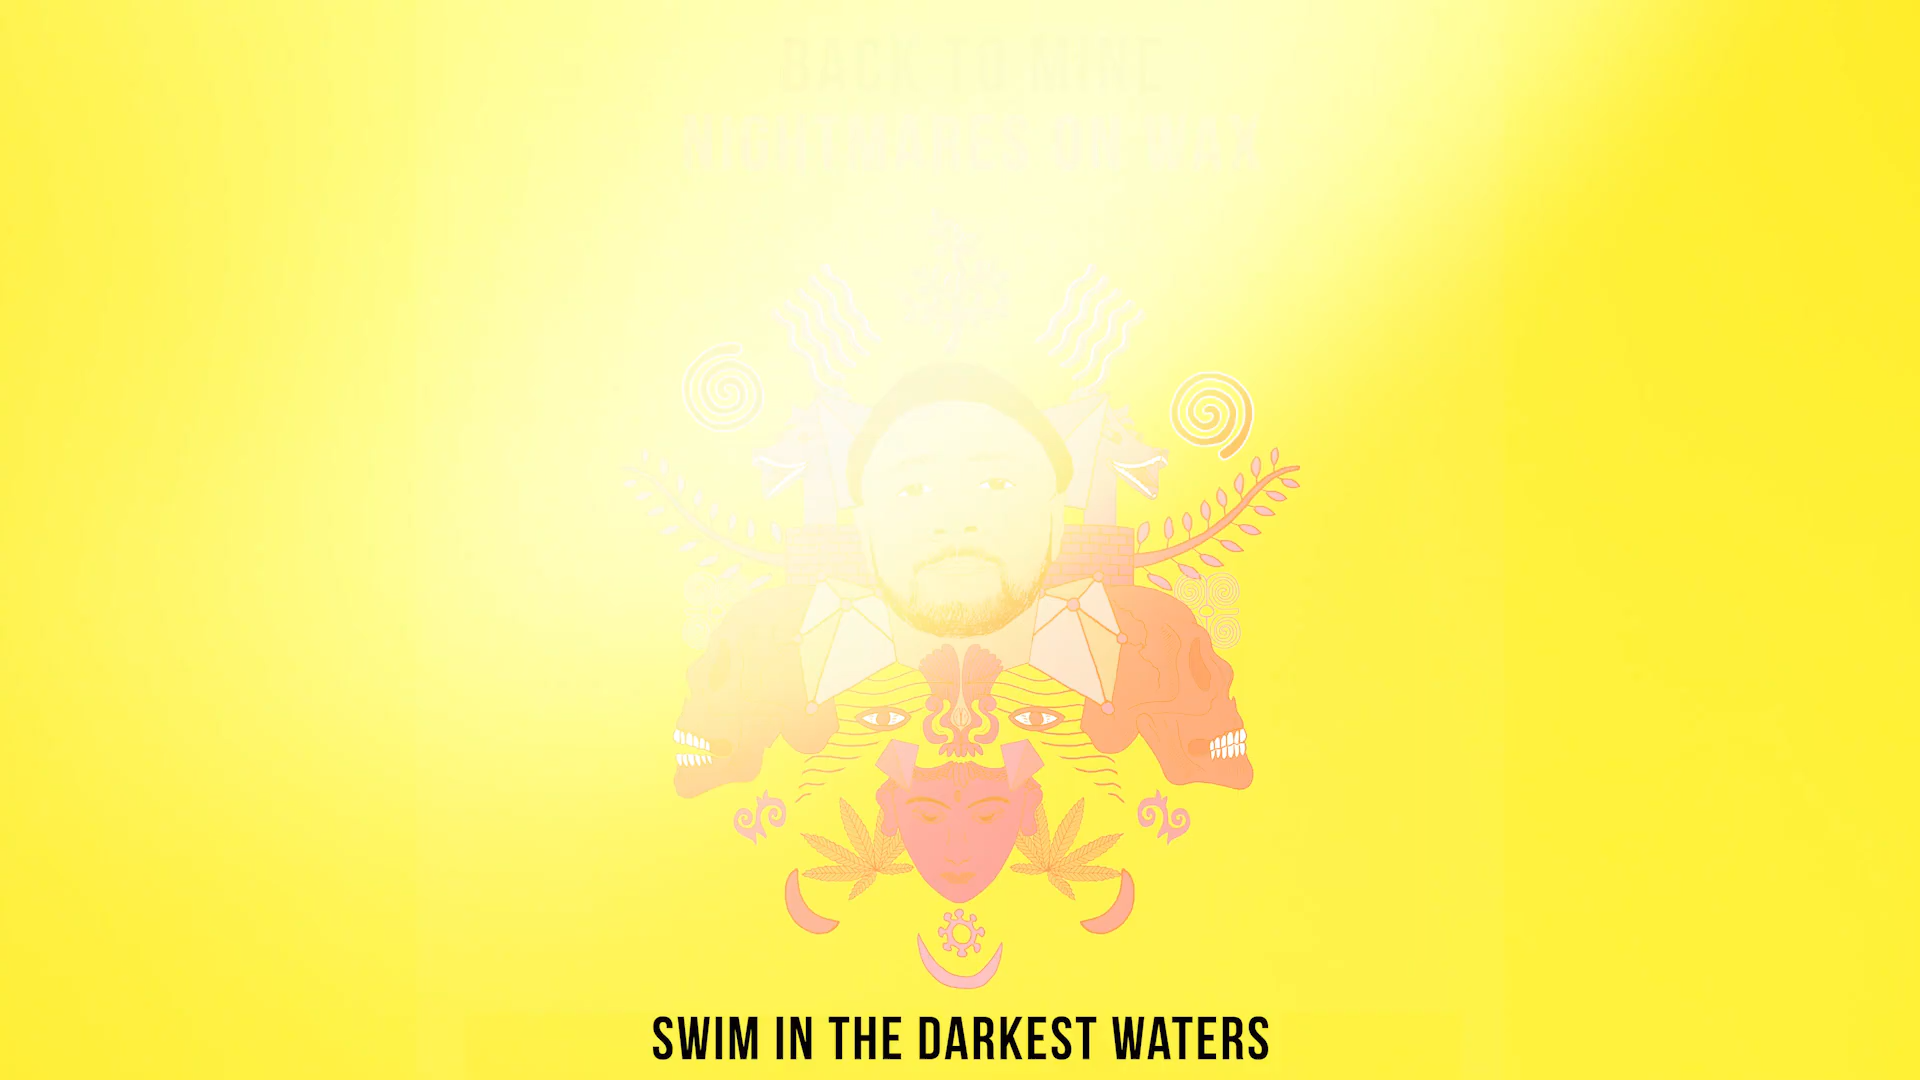 BACK TO MINE
NIGHTMARES ON WAX
SWIM IN THE DARKEST WATERS